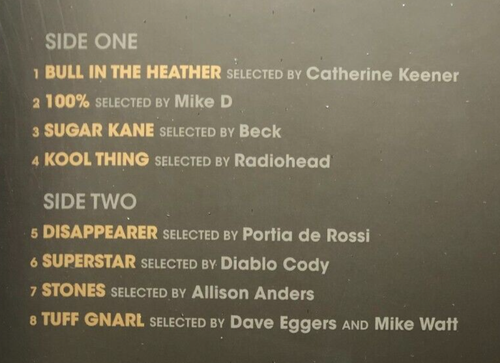 SIDE ONE
1 BULL IN THE HEATHER SELECTED BY Catherine Keener
2 100% SELECTED BY Mike D
3 SUGAR KANE SELECTED BY Beck
4 KOOL THING SELECTED BY Radiohead
SIDE TWO
5 DISAPPEARER SELECTED BY Portia de Rossi
6 SUPERSTAR SELECTED BY Diablo Cody
7 STONES SELECTED BY Allison Anders
8 TUFF GNARL SELECTED BY Dave Eggers AND Mike Watt